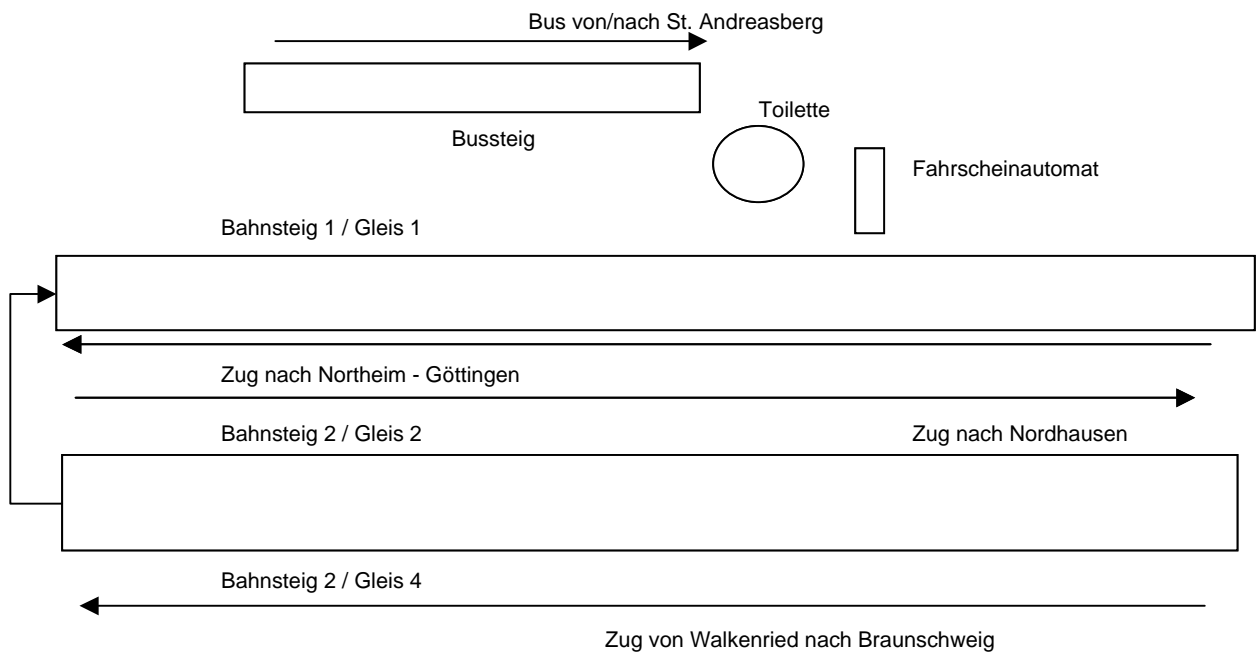 Bus von/nach St. Andreasberg
Toilette
Bussteig
Fahrscheinautomat
Bahnsteig 1 / Gleis 1
Zug nach Northeim - Göttingen
Bahnsteig 2 / Gleis 2
Zug nach Nordhausen
Bahnsteig 2 / Gleis 4
Zug von Walkenried nach Braunschweig